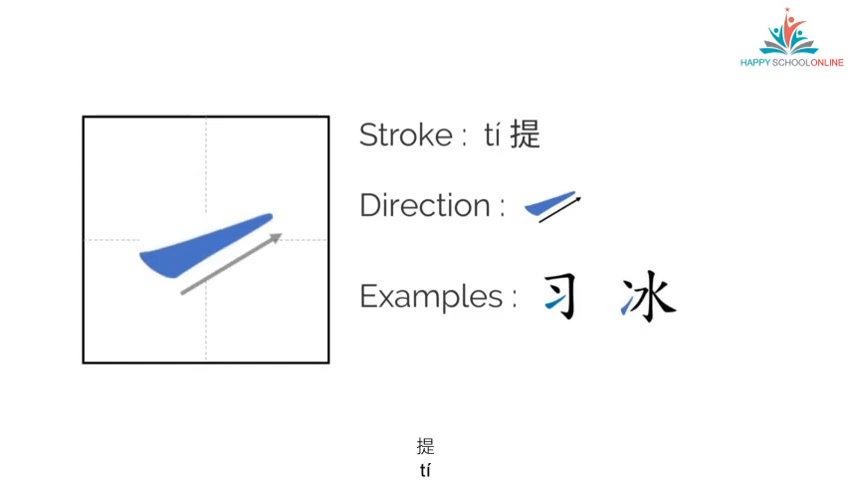 HAPPY SCHOOLONLINE
Stroke : tí 提
Direction :
Examples : 习 冰
提
tí